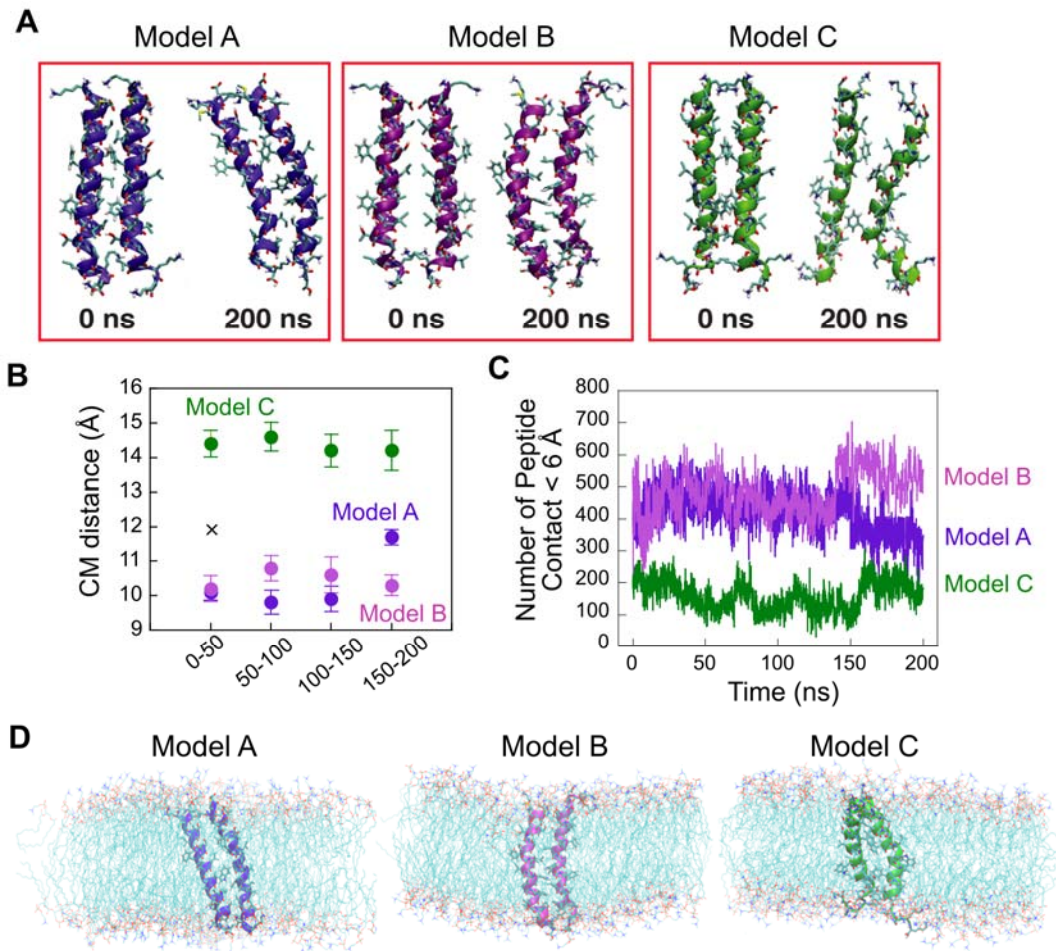 A
Model A
Model B
Model C
0 ns
200 ns
0 ns
200 ns
0 ns
200 ns
B
CM distance (Å)
16
15
14
13
12
11
10
9
Model C
Model A
Model B
×
0-50
50-100
100-150
150-200
C
Number of Peptide
Contact < 6 Å
800
700
600
500
400
300
200
100
0
Model B
Model A
Model C
0
50
100
150
200
Time (ns)
D
Model A
Model B
Model C